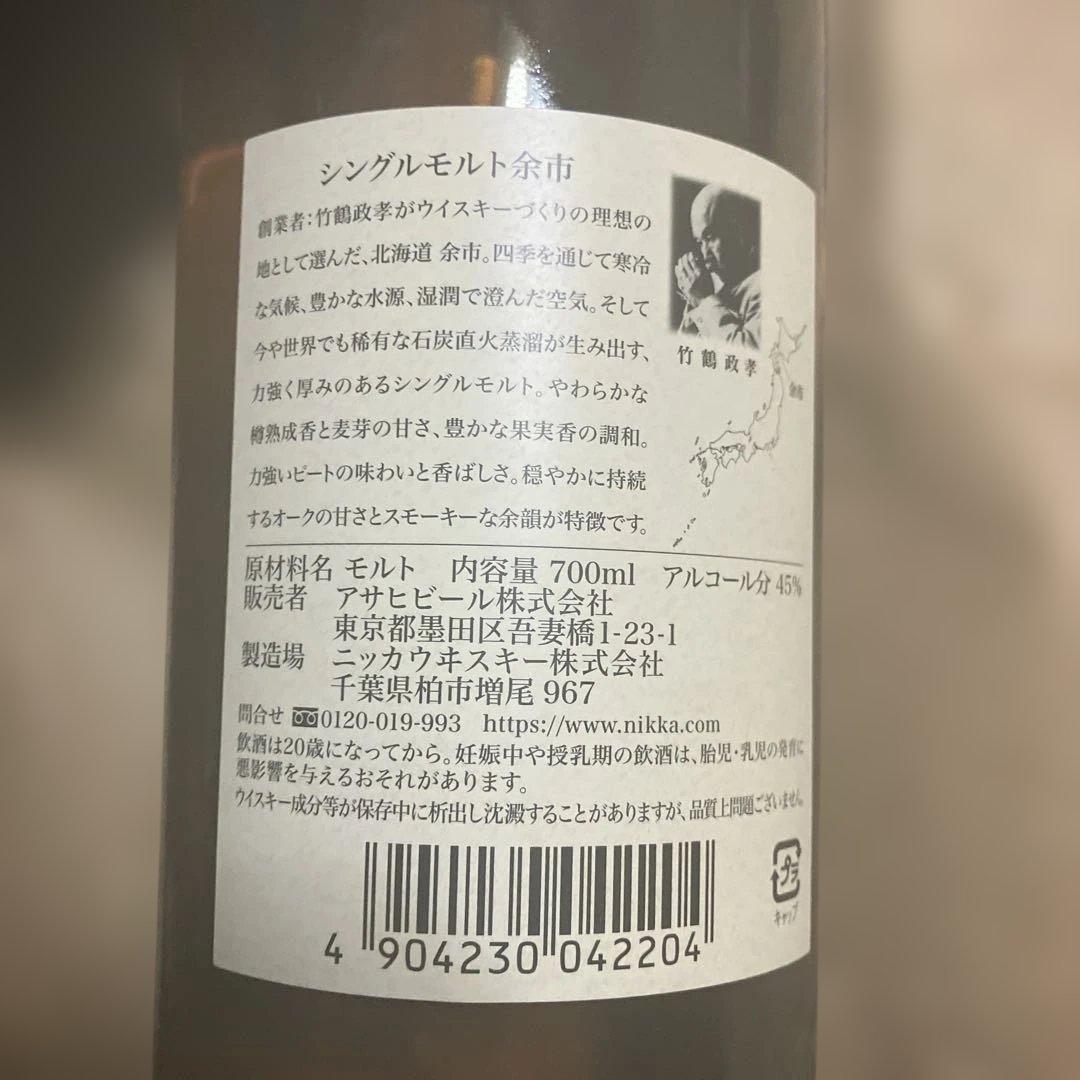 シングルモルト余市
創業者:竹鶴政孝がウイスキーづくりの理想の
地として選んだ、北海道 余市。四季を通じて寒冷
な気候、豊かな水源、湿潤で澄んだ空気。そして
今や世界でも稀有な石炭直火蒸溜が生み出す、
力強く厚みのあるシングルモルト。やわらかな
樽熟成香と麦芽の甘さ、豊かな果実香の調和。
力強いピートの味わいと香ばしさ。穏やかに持続
するオークの甘さとスモーキーな余韻が特徴です。
竹鶴政孝
余市
原材料名 モルト 内容量 700ml アルコール分 45%
販売者 アサヒビール株式会社
東京都墨田区吾妻橋1-23-1
製造場 ニッカウヰスキー株式会社
千葉県柏市増尾 967
問合せ 0120-019-993 https://www.nikka.com
飲酒は20歳になってから。妊娠中や授乳期の飲酒は、胎児・乳児の発育に
悪影響を与えるおそれがあります。
ウイスキー成分等が保存中に析出し沈澱することがありますが、品質上問題ございません。
プラ
キャップ
4 904230 042204